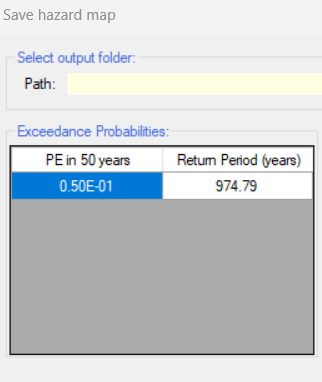 Save hazard map
Select output folder:
Path:
Exceedance Probabilities:
PE in 50 years Return Period (years)
0.50E-01 974.79